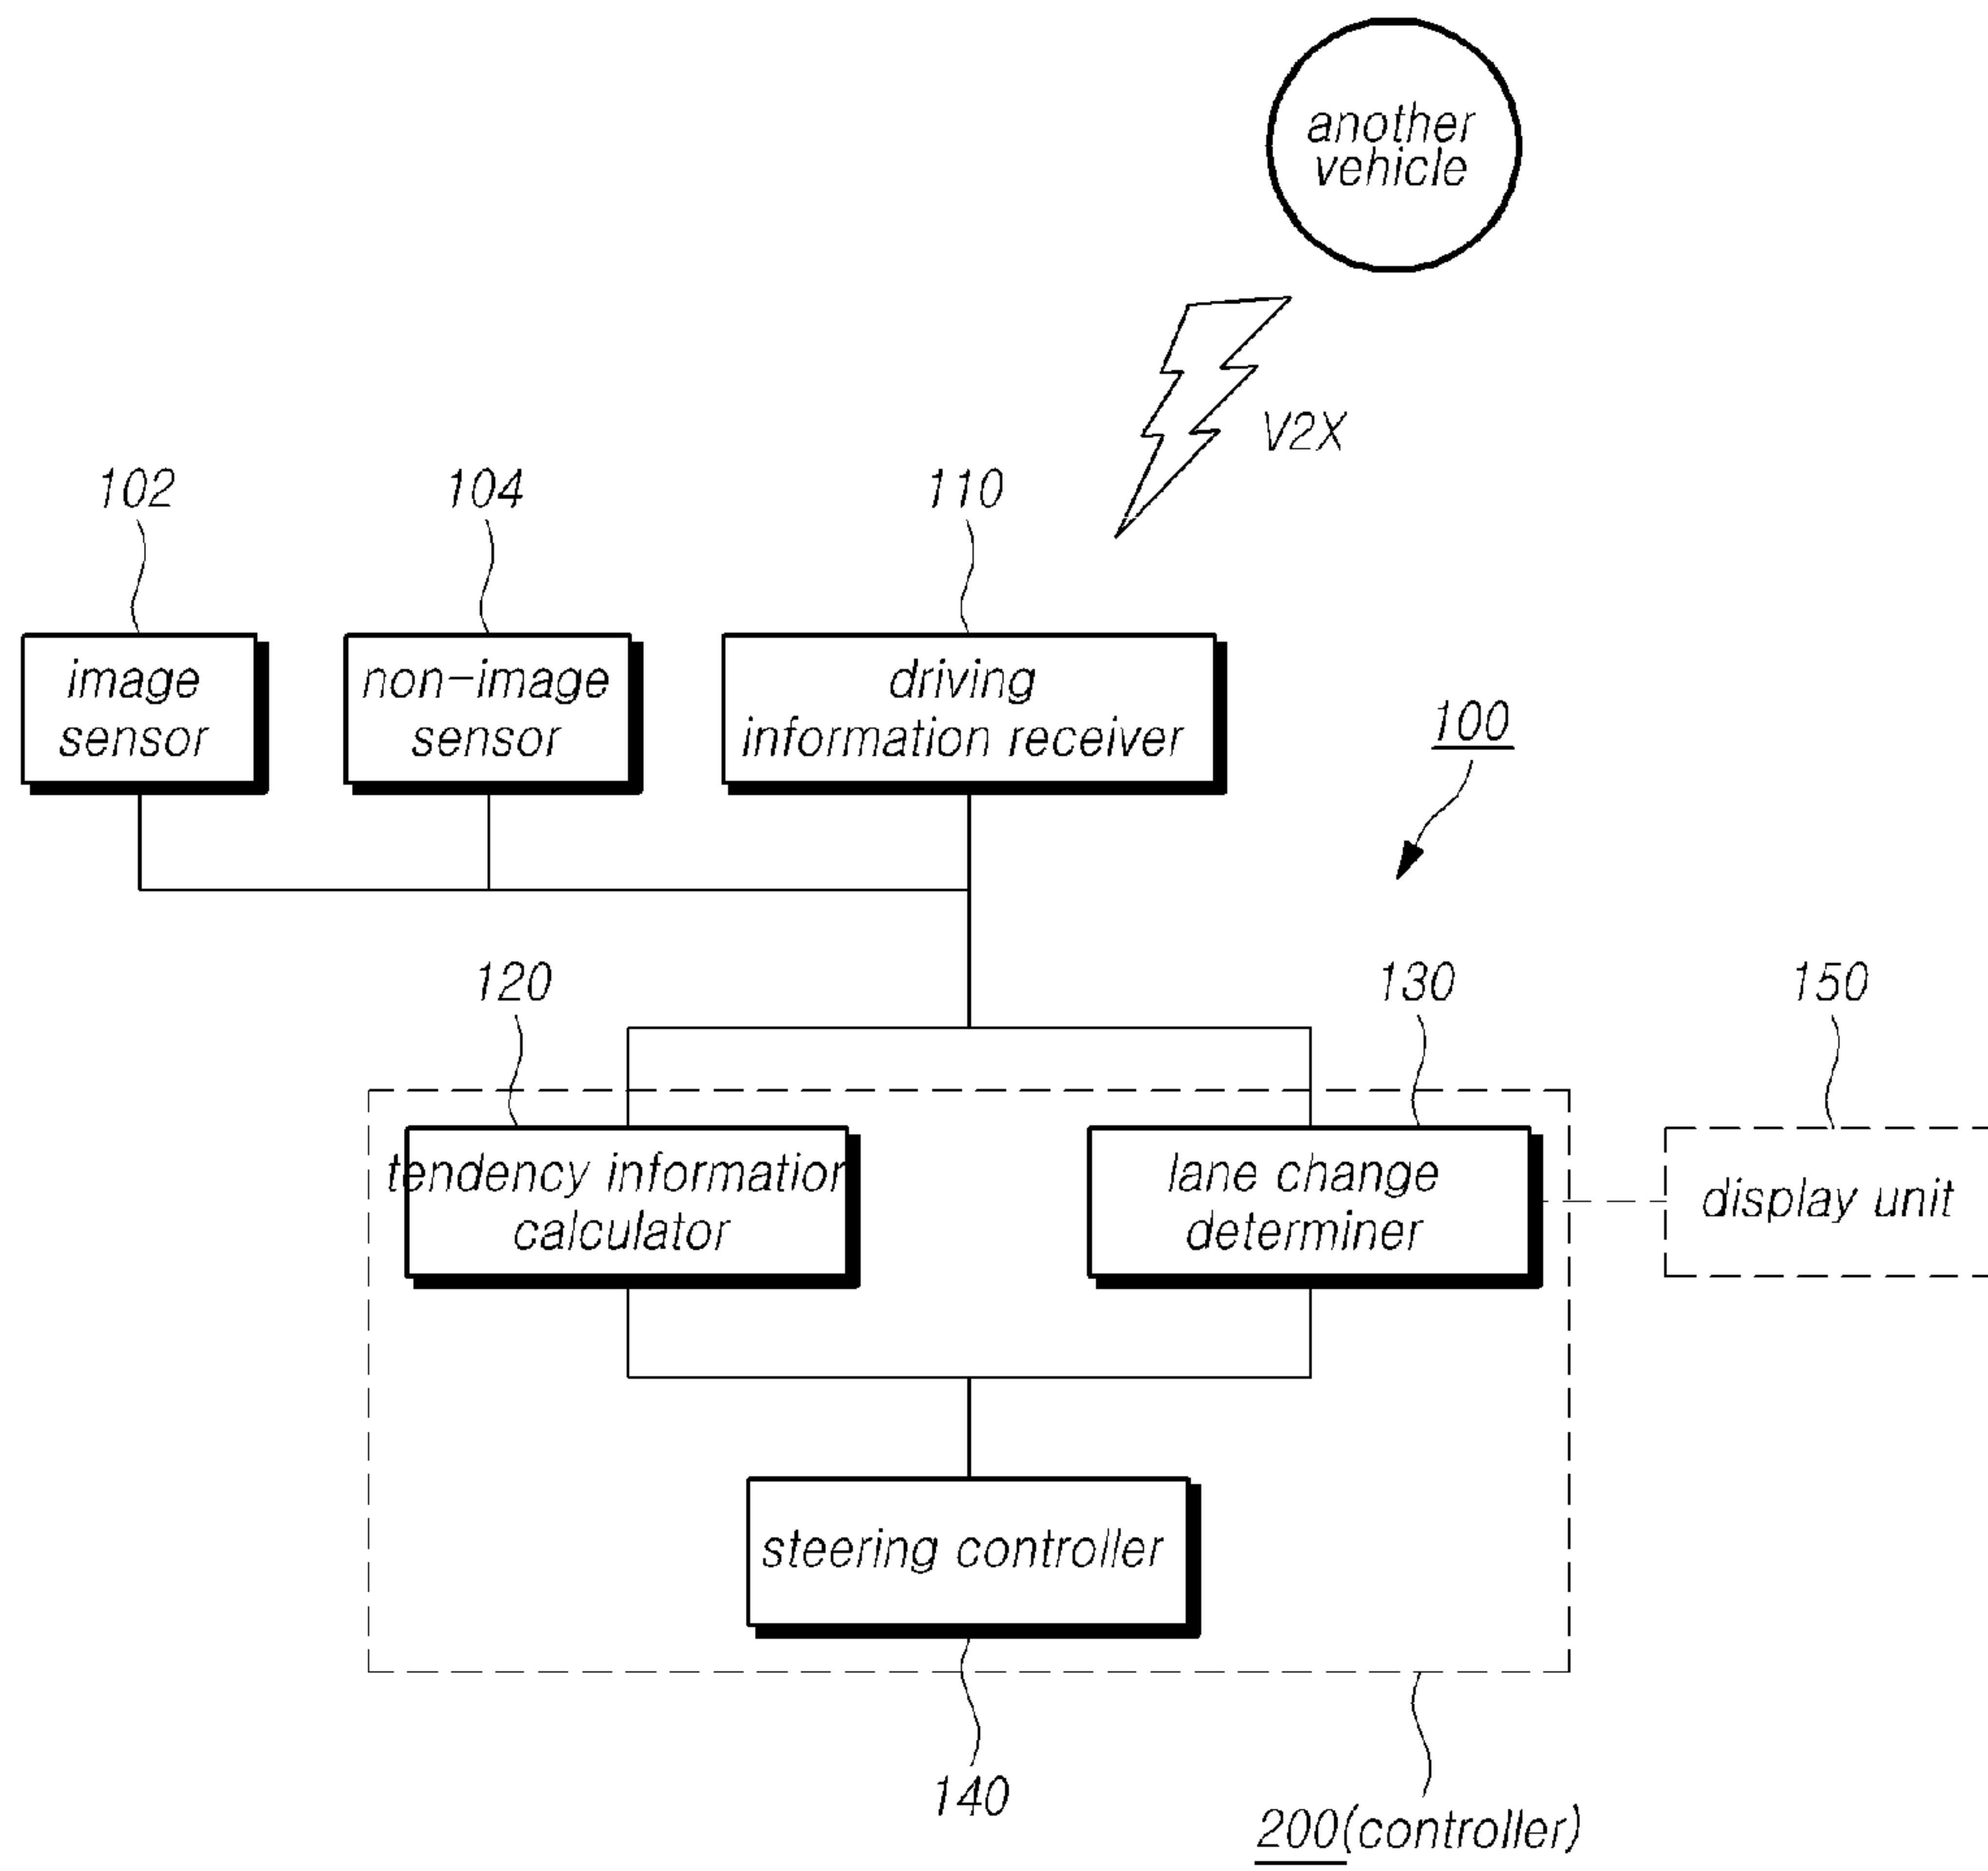 another
vehicle
V2X
102
104
110
image
sensor
non-image
sensor
driving
information receiver
100
120
130
150
tendency information
calculator
lane change
determiner
display unit
steering controller
140
200(controller)